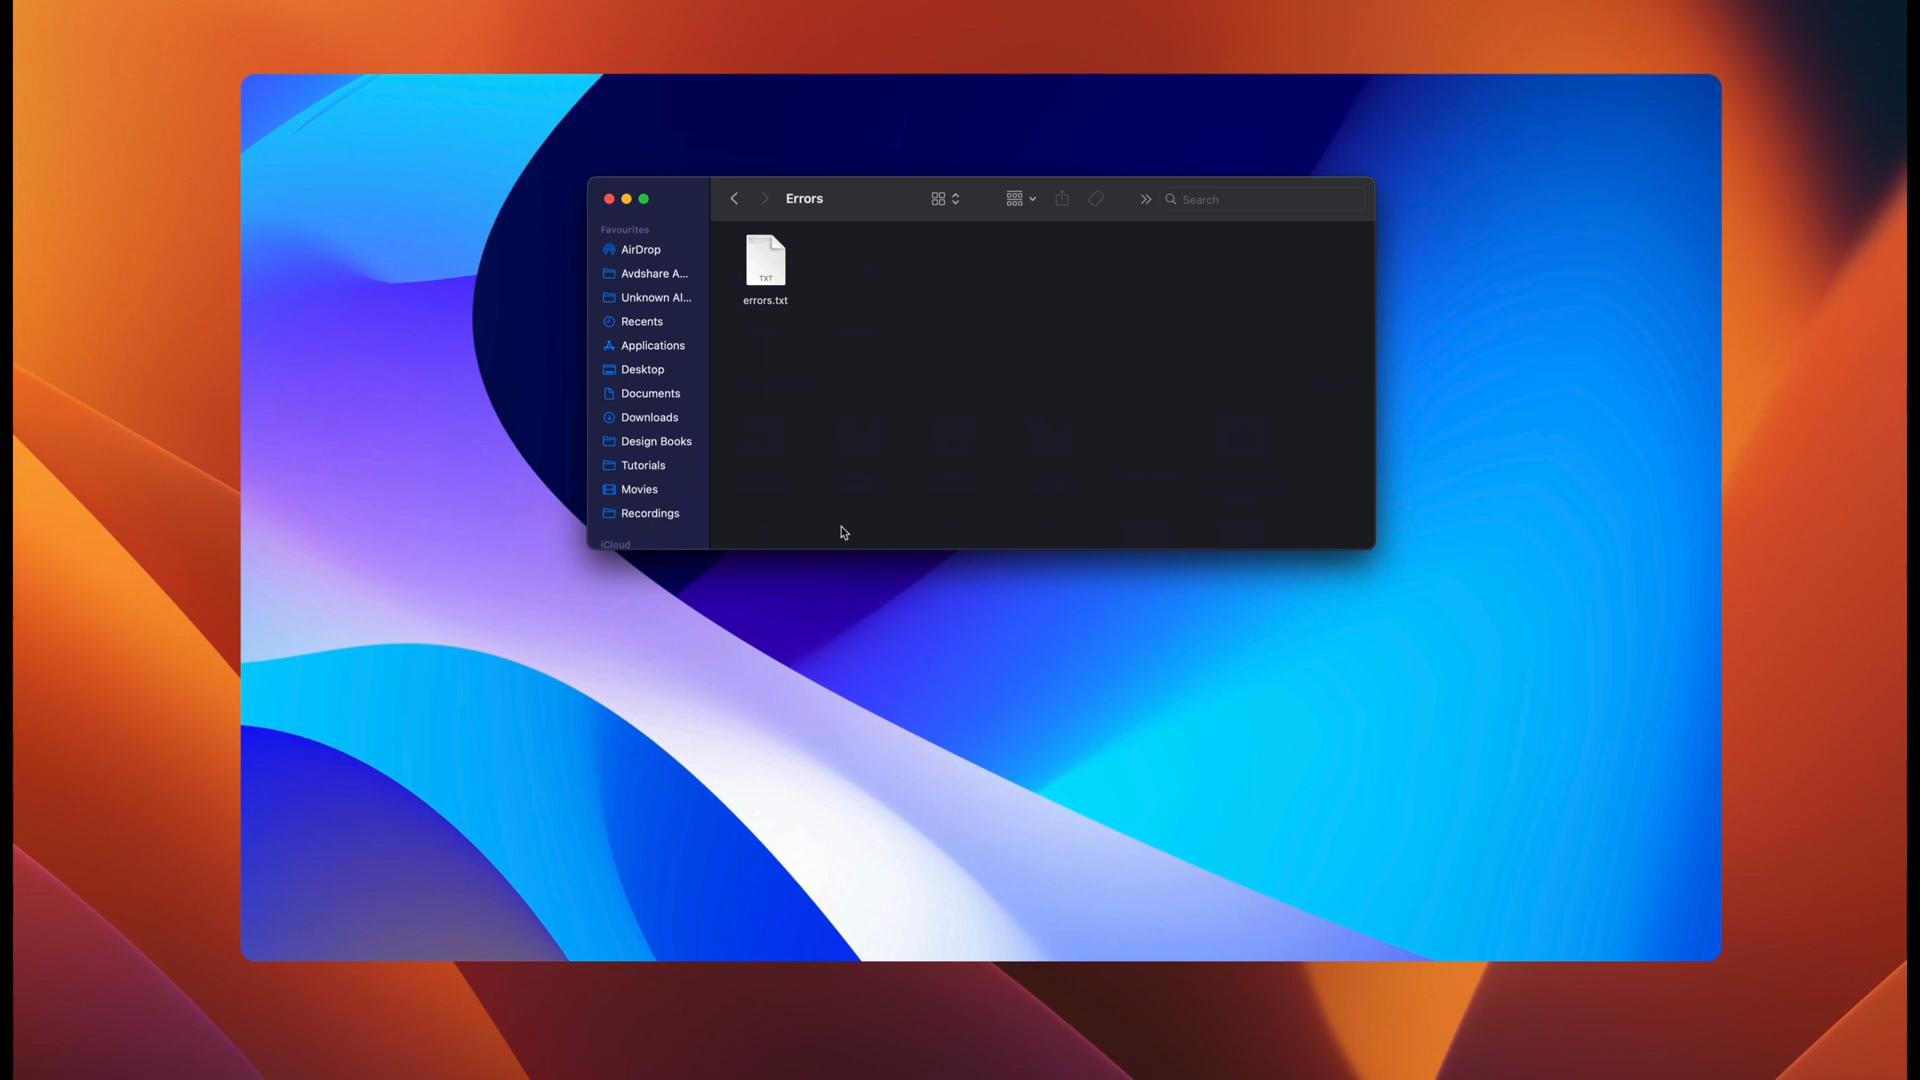 Errors
Search
Favourites
AirDrop
Avdshare A...
Unknown Al...
Recents
Applications
Desktop
Documents
Downloads
Design Books
Tutorials
Movies
Recordings
iCloud
TXT
errors.txt